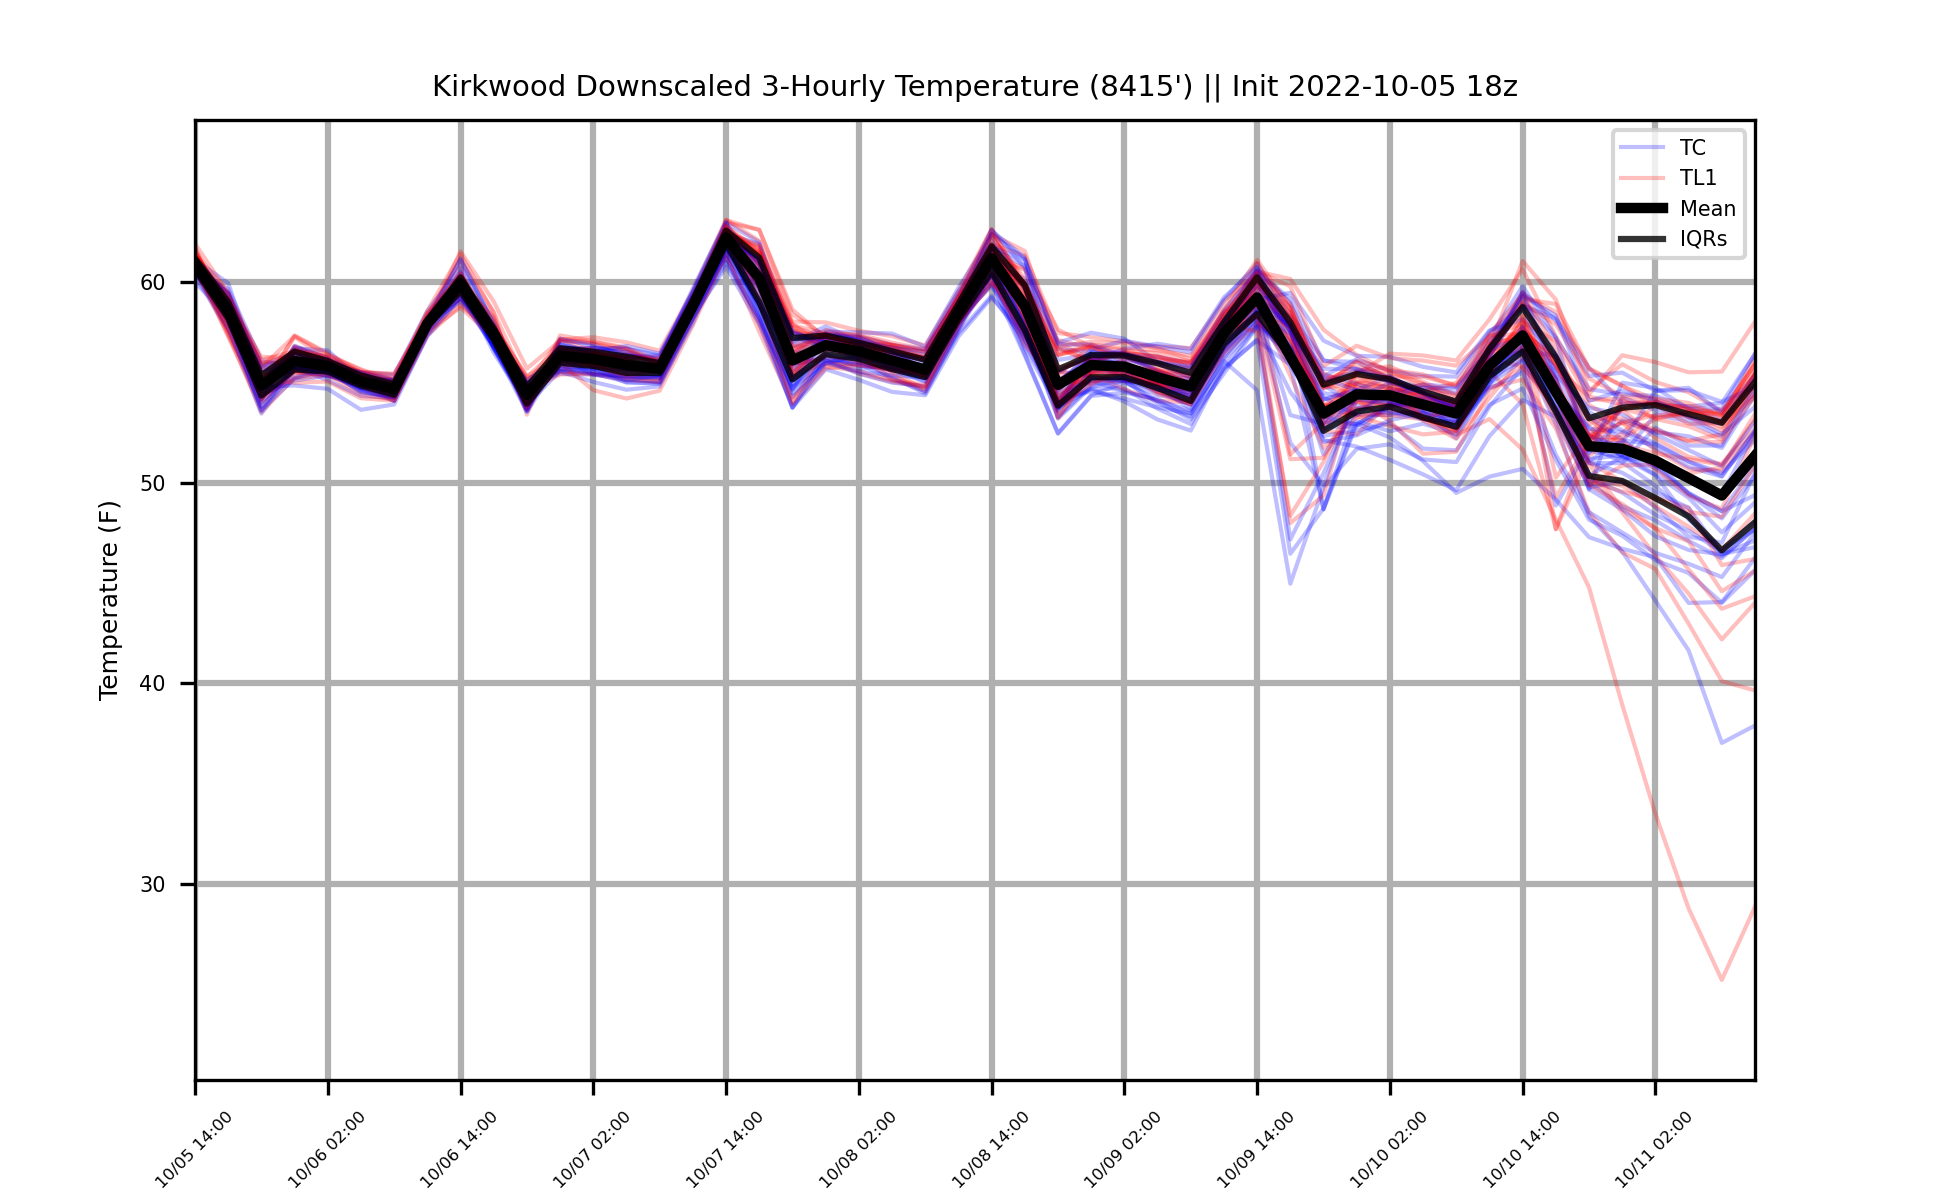 Kirkwood Downscaled 3-Hourly Temperature (8415') || Init 2022-10-05 18z
TC
TL1
Mean
IQRs
Temperature (F)
60
50
40
30
10/05 14:00
10/06 02:00
10/06 14:00
10/07 02:00
10/07 14:00
10/08 02:00
10/08 14:00
10/09 02:00
10/09 14:00
10/10 02:00
10/10 14:00
10/11 02:00